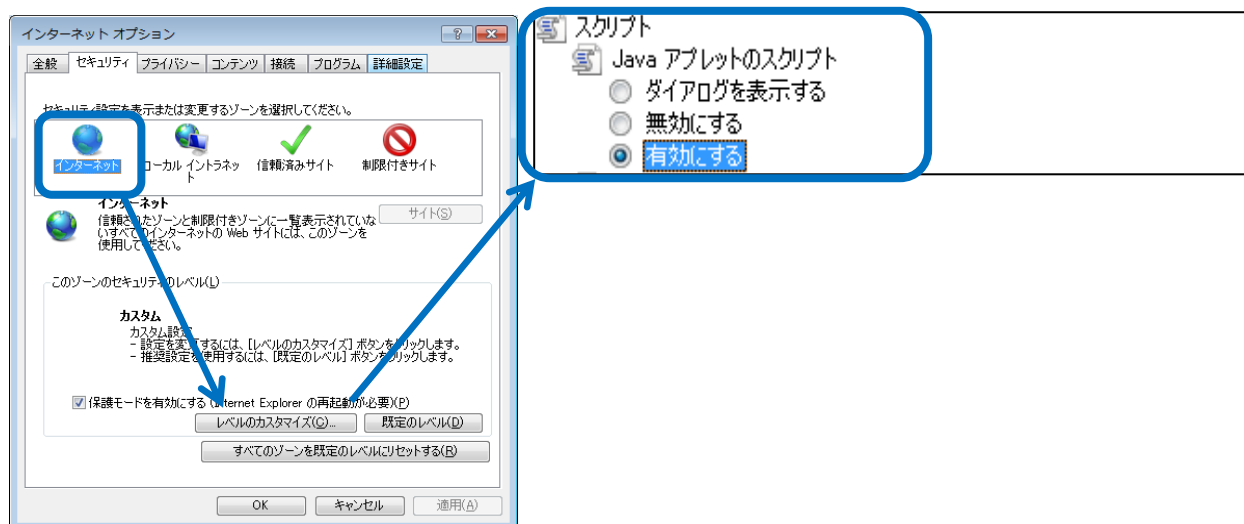 インターネット オプション
全般 セキュリティ プライバシー コンテンツ 接続 プログラム 詳細設定
セキュリティ設定を表示または変更するゾーンを選択してください。
インターネット
ーカル イントラネット
信頼済みサイト
制限付きサイト
インターネット
サイト(S)
信頼されたゾーンと制限付きゾーンに一覧表示されていな
いすべてのインターネットの Web サイトには、このゾーンを
使用してください。
このゾーンのセキュリティのレベル(L)
カスタム
カスタム設定
- 設定を変更するには、[レベルのカスタマイズ] ボタンをクリックします。
- 推奨設定を使用するには、[既定のレベル] ボタンをクリックします。
保護モードを有効にする (Internet Explorer の再起動が必要)(P)
レベルのカスタマイズ(C)... 既定のレベル(D)
すべてのゾーンを既定のレベルにリセットする(R)
OK キャンセル 適用(A)
スクリプト
Java アプレットのスクリプト
ダイアログを表示する
無効にする
有効にする